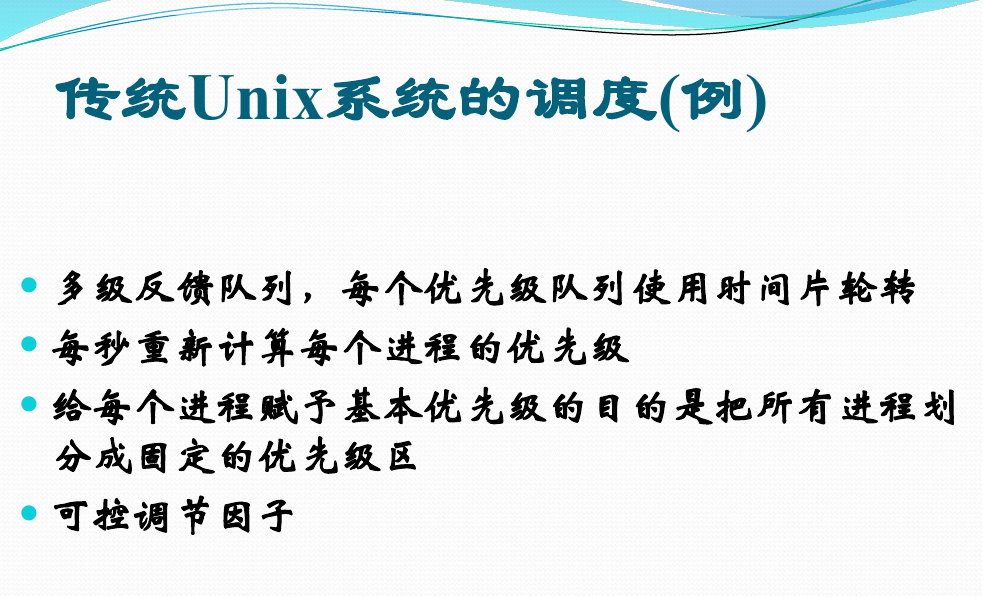 传统Unix系统的调度(例)
多级反馈队列，每个优先级队列使用时间片轮转
每秒重新计算每个进程的优先级
给每个进程赋予基本优先级的目的是把所有进程划
分成固定的优先级区
可控调节因子